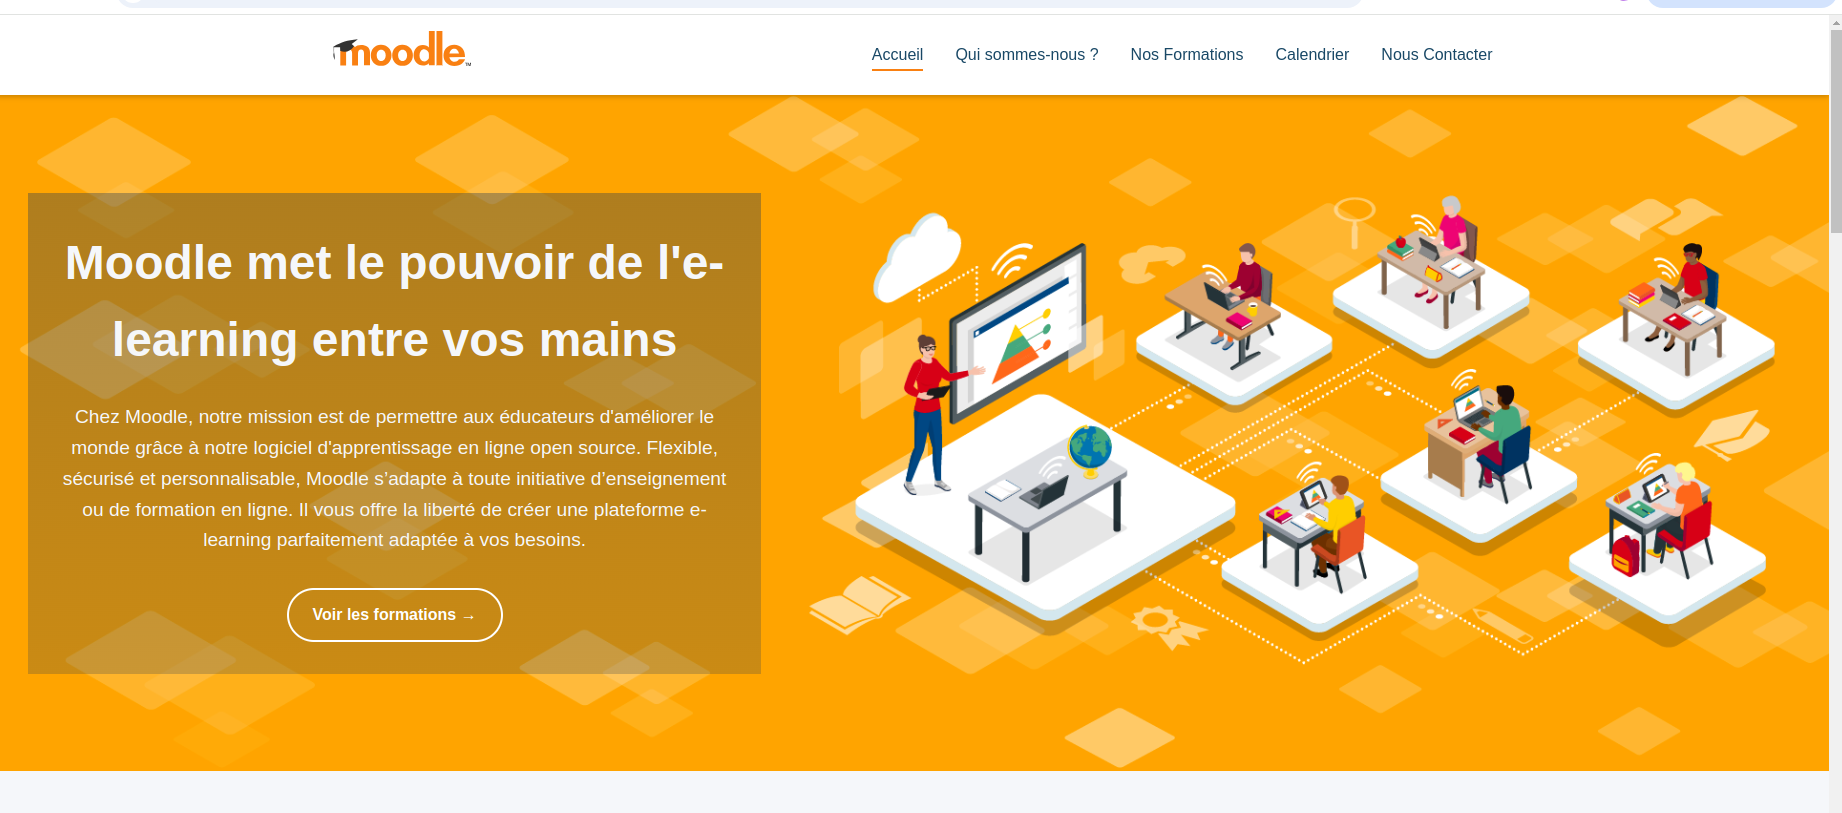 moodle™
Accueil Qui sommes-nous ? Nos Formations Calendrier Nous Contacter
Moodle met le pouvoir de l'e-
learning entre vos mains
Chez Moodle, notre mission est de permettre aux éducateurs d'améliorer le
monde grâce à notre logiciel d'apprentissage en ligne open source. Flexible,
sécurisé et personnalisable, Moodle s’adapte à toute initiative d’enseignement
ou de formation en ligne. Il vous offre la liberté de créer une plateforme e-
learning parfaitement adaptée à vos besoins.
Voir les formations →